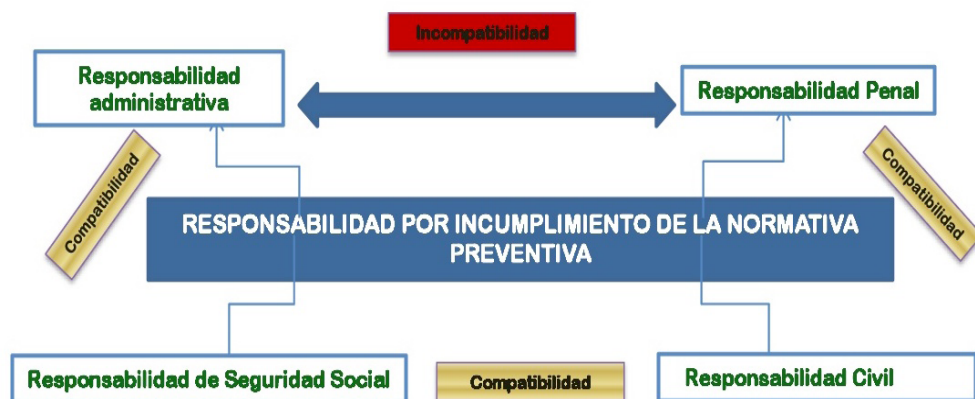 Incompatibilidad
Responsabilidad
administrativa
Responsabilidad Penal
Compatibilidad
Compatibilidad
RESPONSABILIDAD POR INCUMPLIMIENTO DE LA NORMATIVA
PREVENTIVA
Responsabilidad de Seguridad Social
Compatibilidad
Responsabilidad Civil